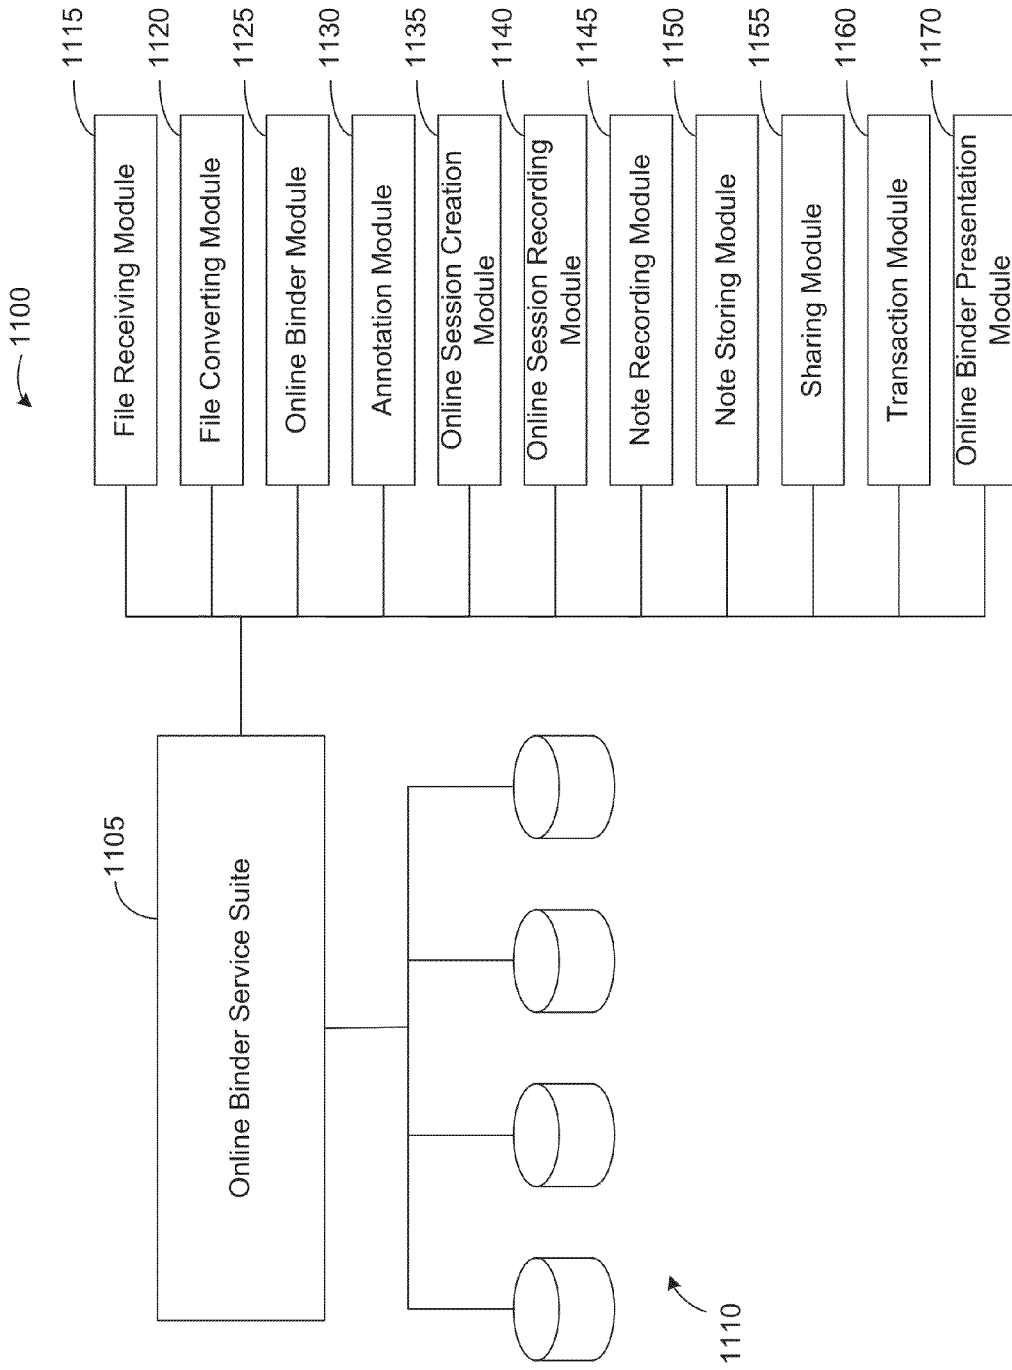 1100
1105
Online Binder Service Suite
1110
File Receiving Module
1115
File Converting Module
1120
Online Binder Module
1125
Annotation Module
1130
Online Session Creation
Module
1135
Online Session Recording
Module
1140
Note Recording Module
1145
Note Storing Module
1150
Sharing Module
1155
Transaction Module
1160
Online Binder Presentation
Module
1170